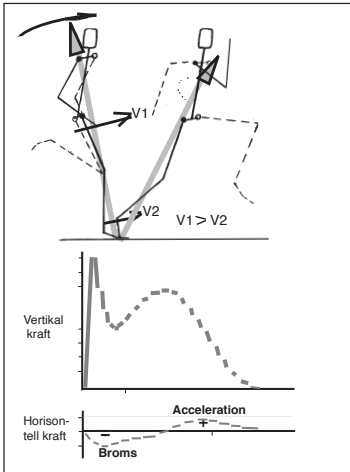 V1
V2
V1 > V2
Vertikal
kraft
Acceleration
+
Horison-
tell kraft
–
Broms